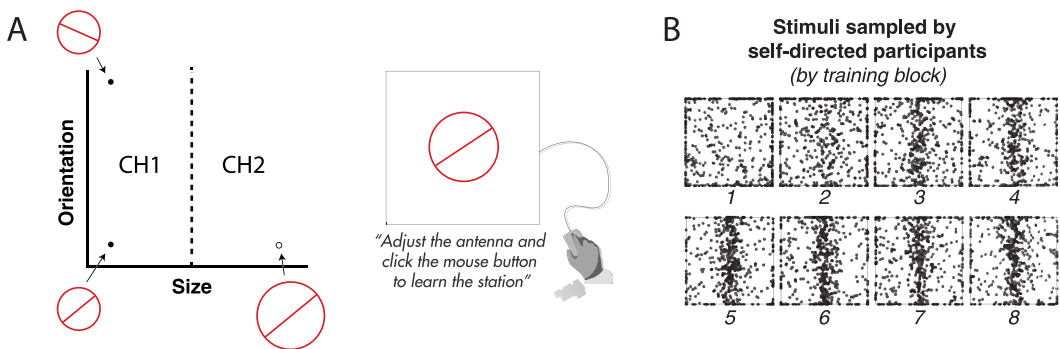 A
Orientation
CH1
CH2
Size
“Adjust the antenna and
click the mouse button
to learn the station”
B
Stimuli sampled by
self-directed participants
(by training block)
1 2 3 4
5 6 7 8